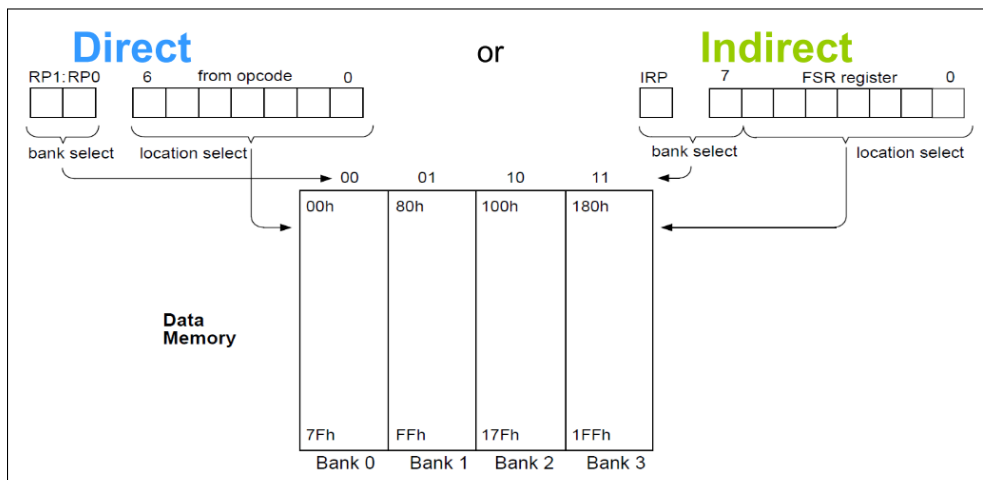 Direct or Indirect
RP1:RP0 6 from opcode 0 IRP 7 FSR register 0
bank select location select bank select location select
00 01 10 11
00h 80h 100h 180h
Data
Memory
7Fh FFh 17Fh 1FFh
Bank 0 Bank 1 Bank 2 Bank 3